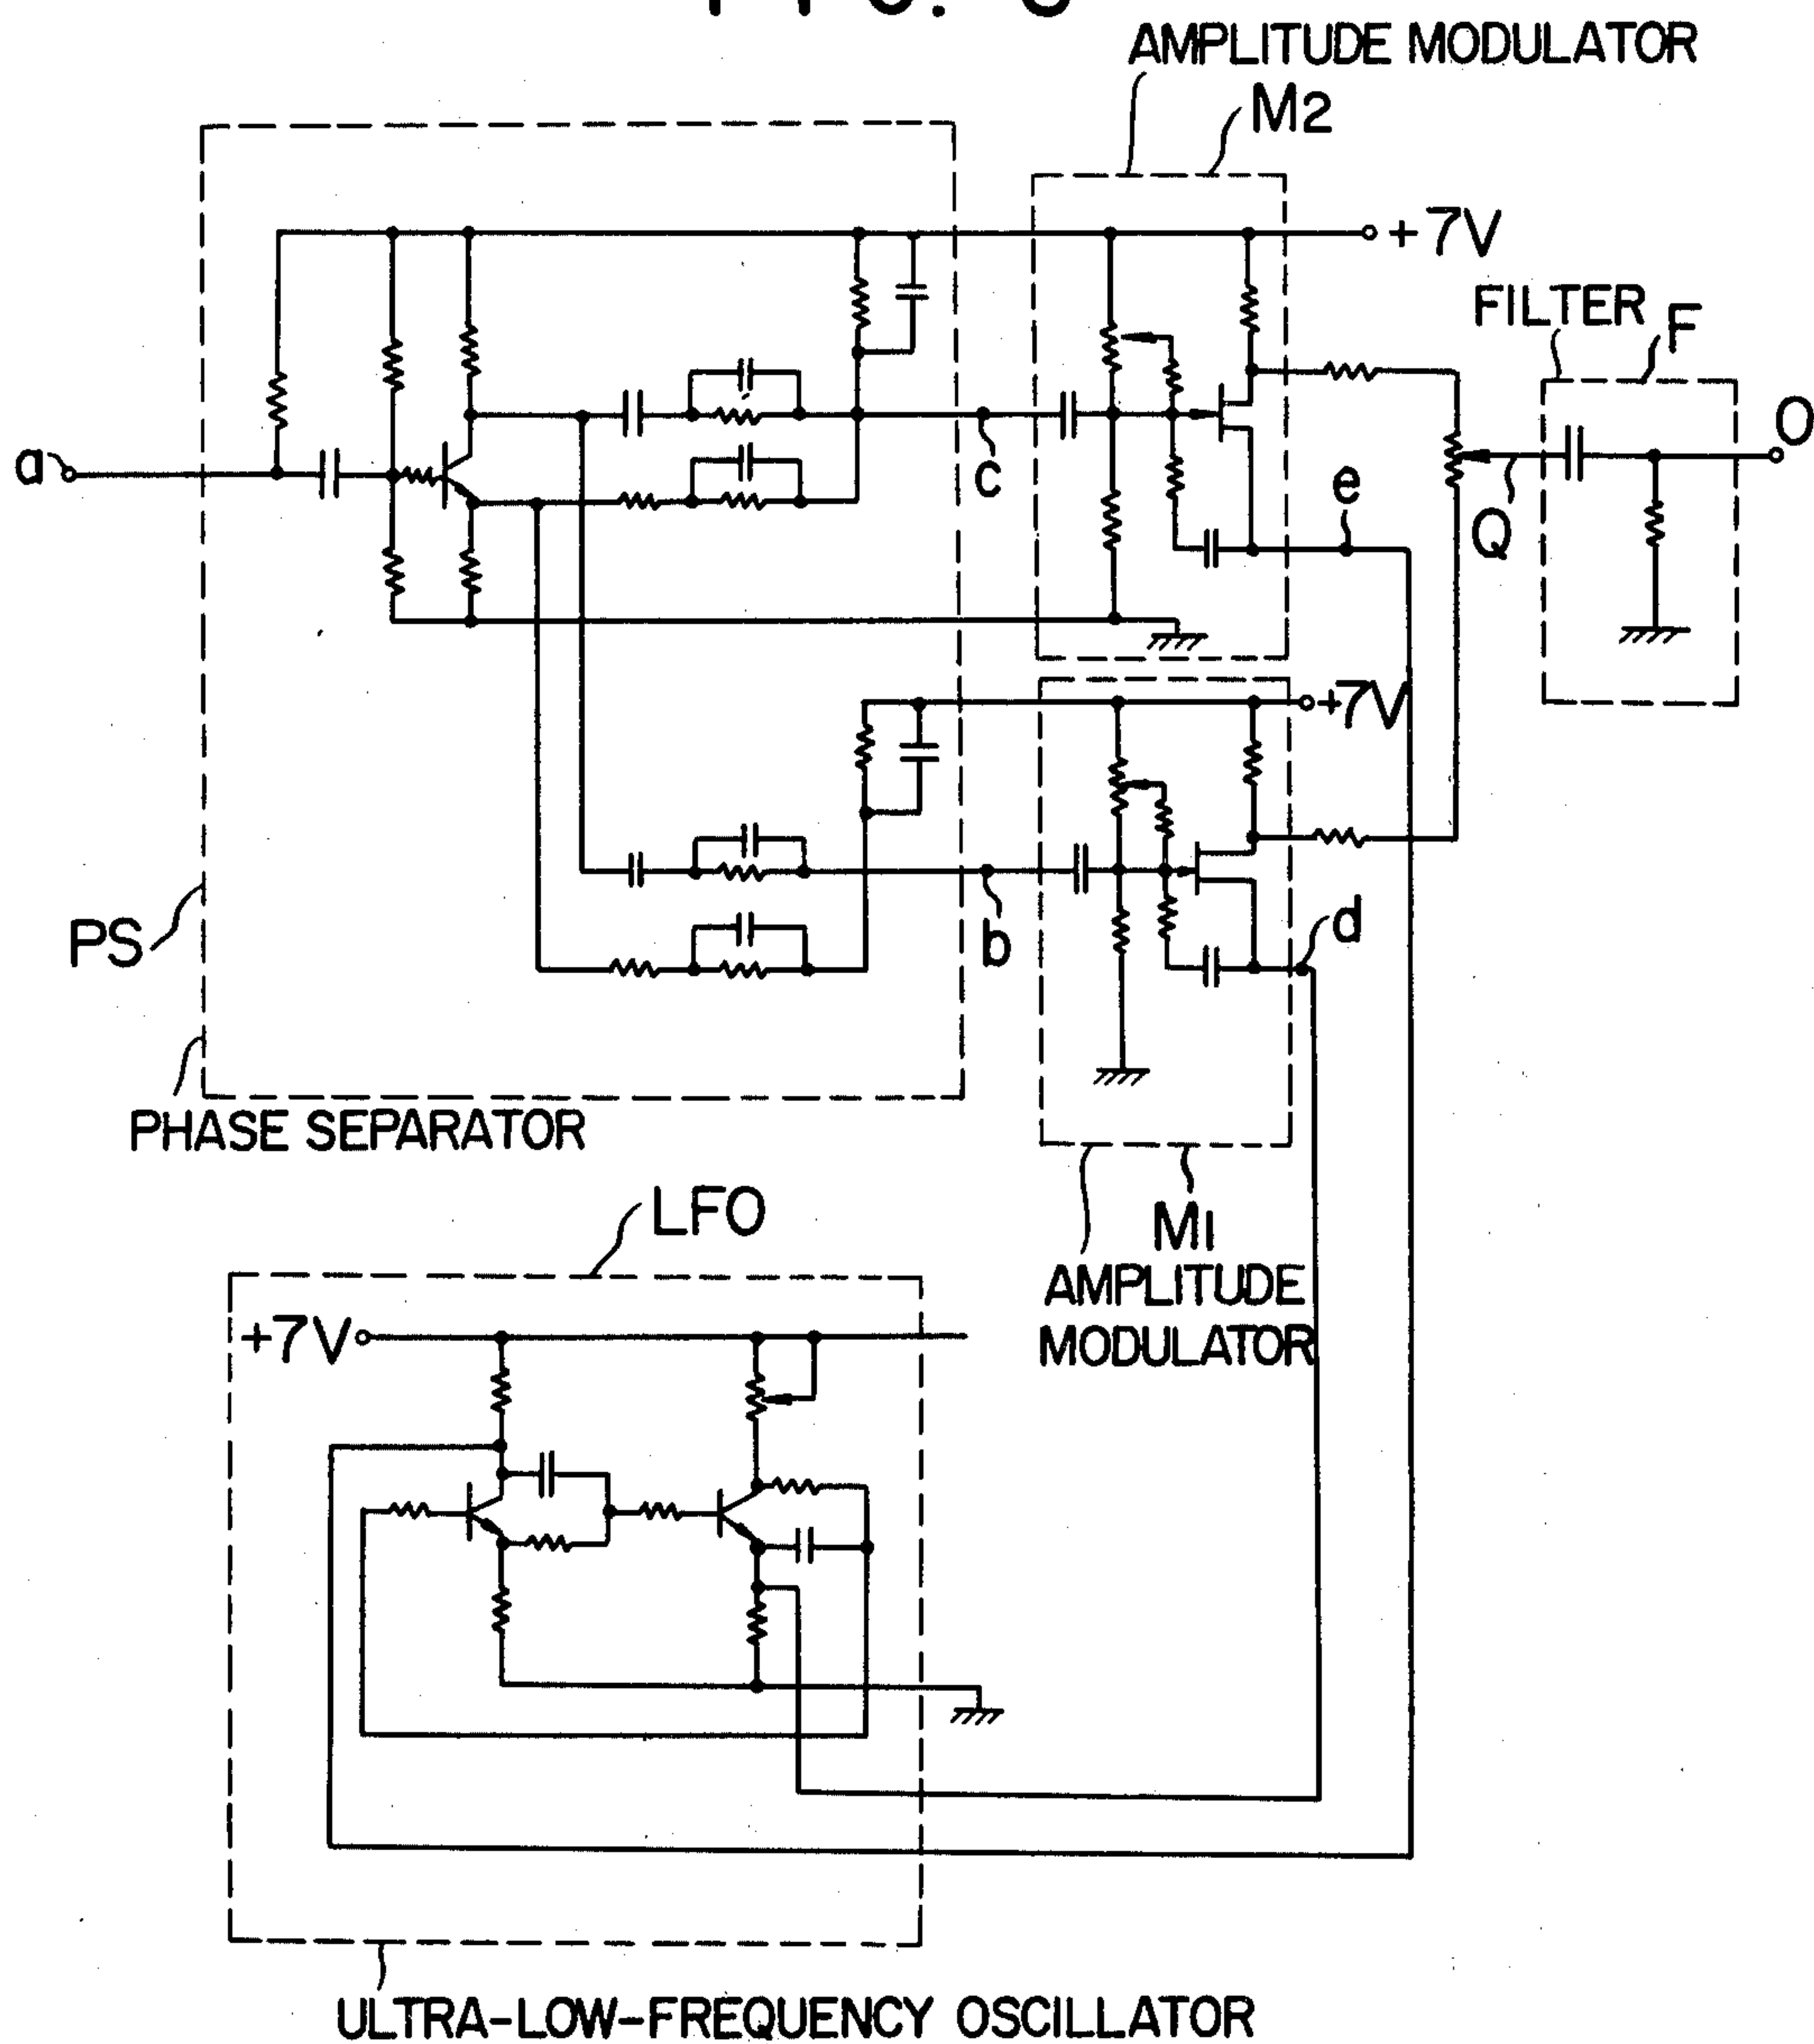 AMPLITUDE MODULATOR
M2
+7V
FILTER F
a
c
e
Q
O
+7V
PS
b
d
PHASE SEPARATOR
LFO
M1
AMPLITUDE
MODULATOR
+7V
ULTRA-LOW-FREQUENCY OSCILLATOR